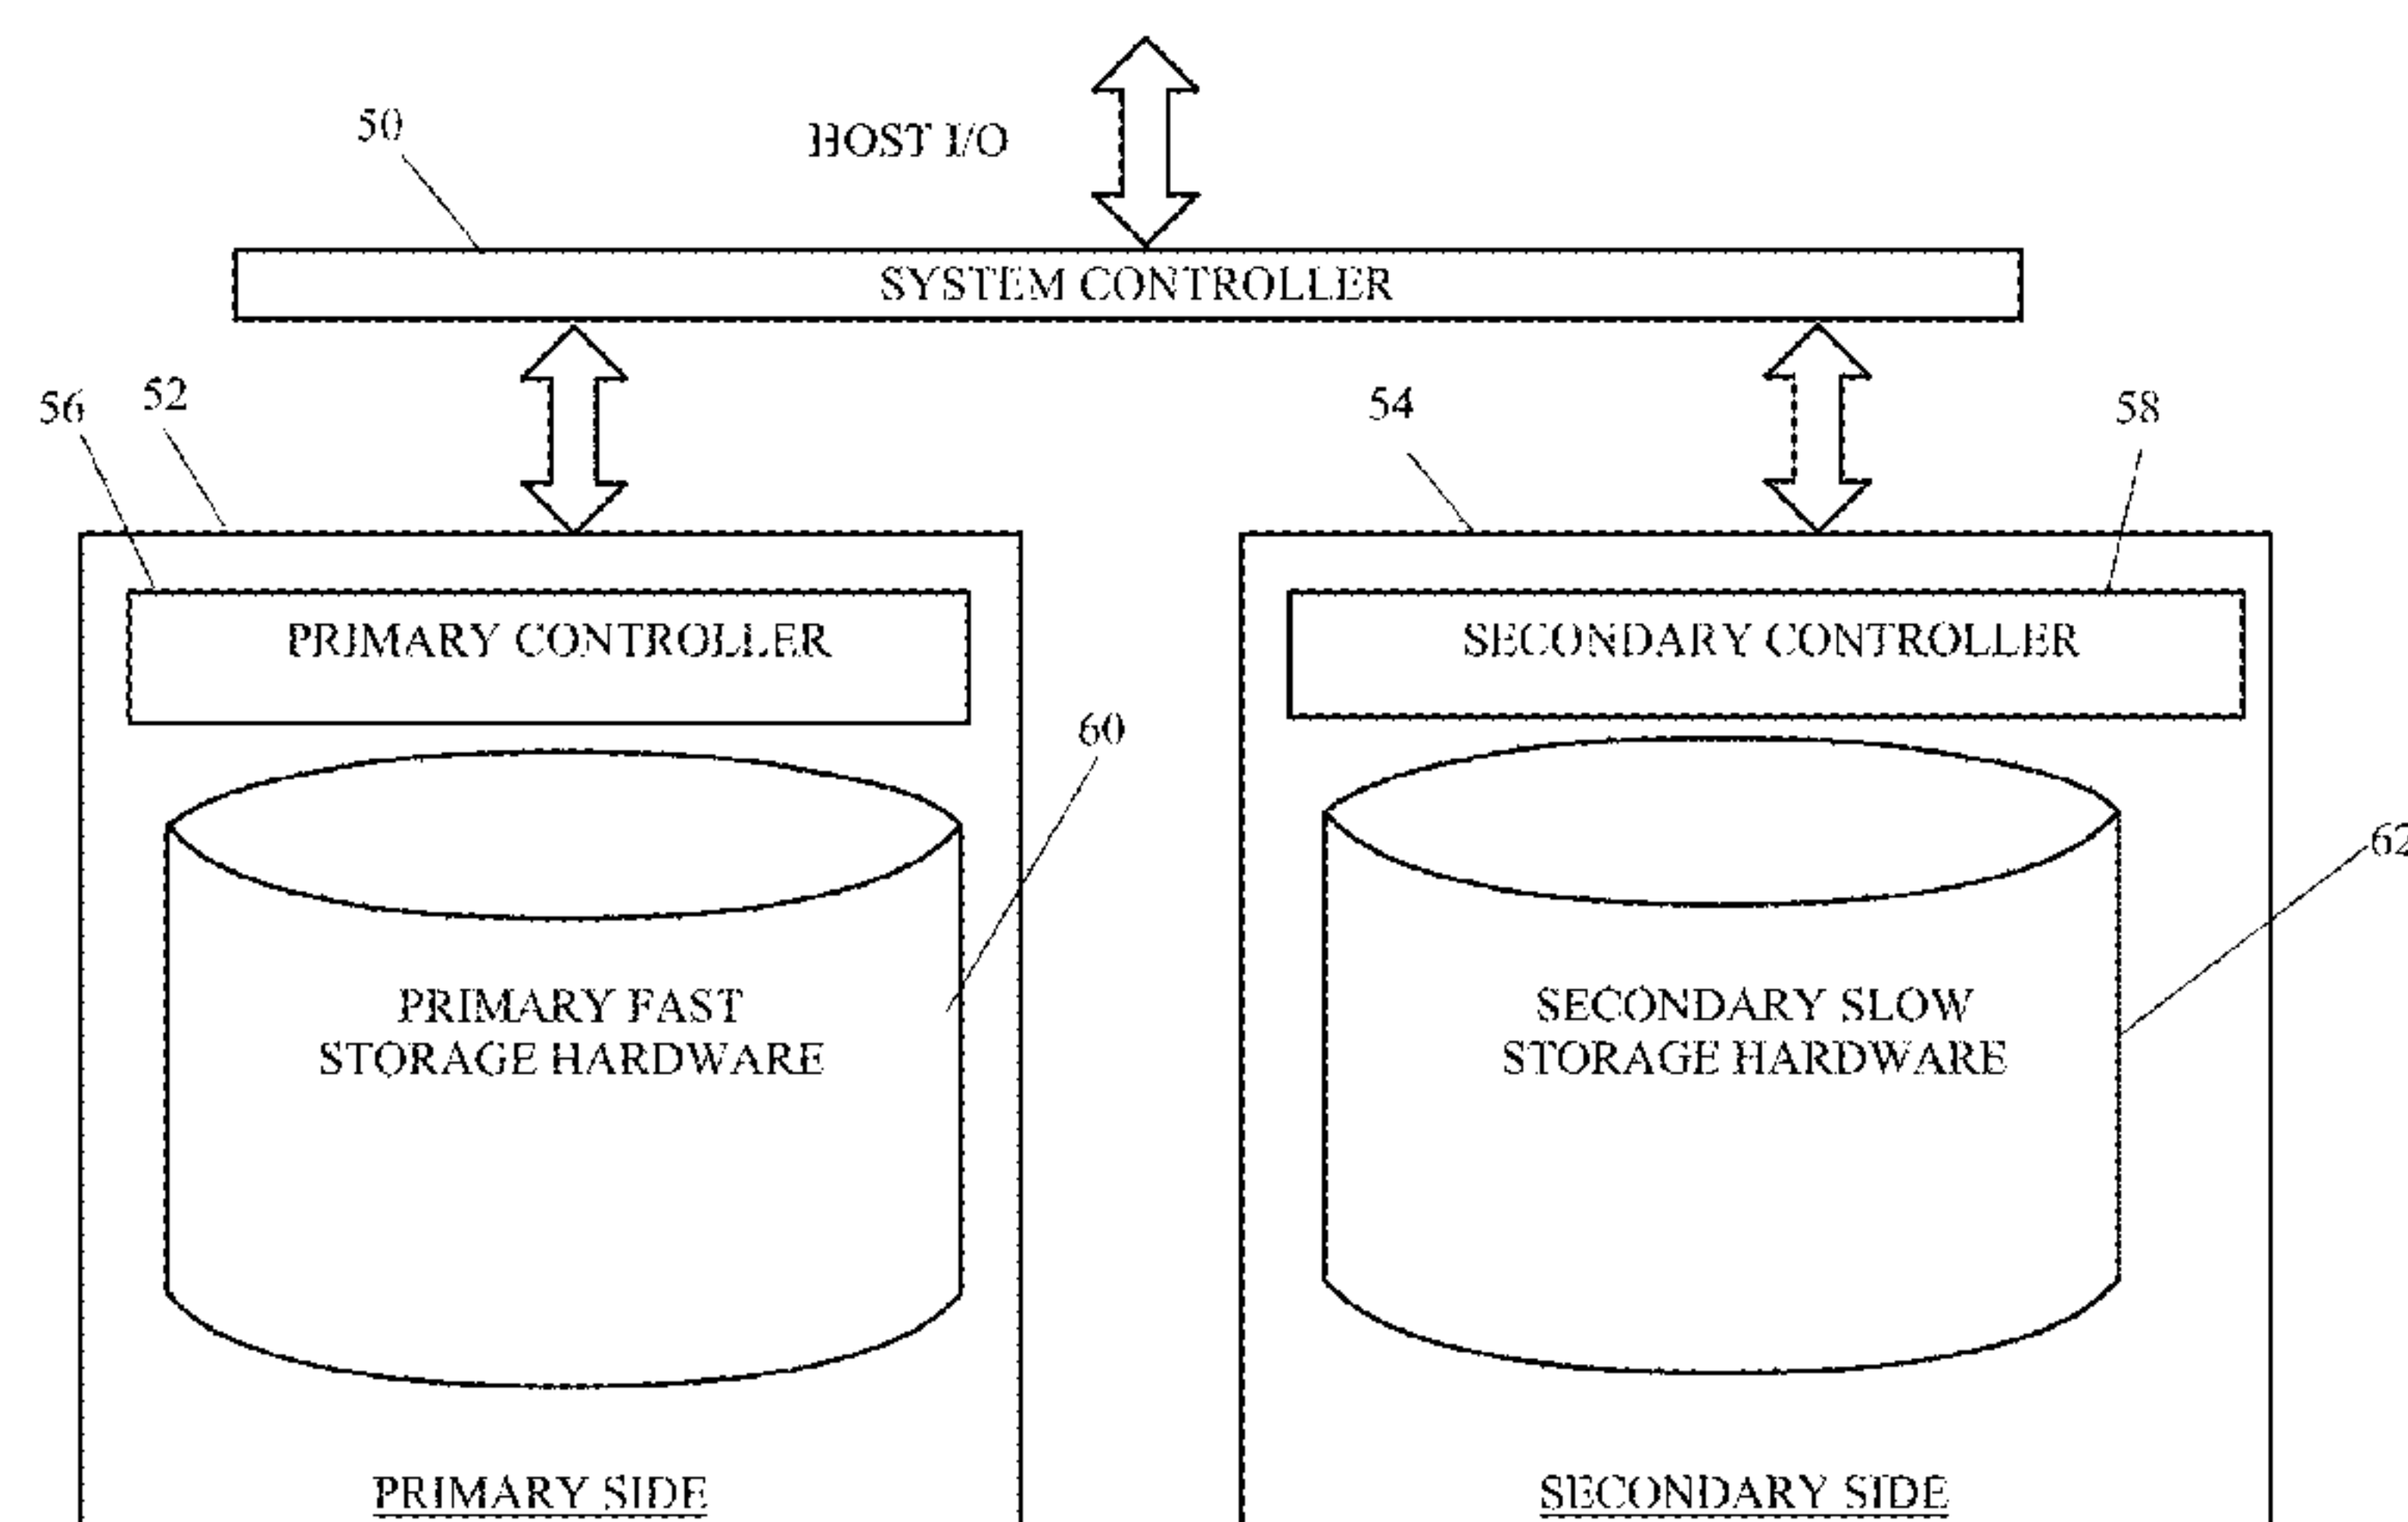 HOST I/O
50
SYSTEM CONTROLLER
56
52
54
58
PRIMARY CONTROLLER
SECONDARY CONTROLLER
60
62
PRIMARY FAST
STORAGE HARDWARE
SECONDARY SLOW
STORAGE HARDWARE
PRIMARY SIDE
SECONDARY SIDE